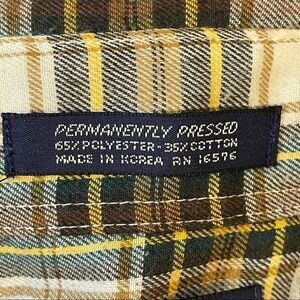 PERMANENTLY PRESSED
65% POLYESTER - 35% COTTON
MADE IN KOREA RN 16576